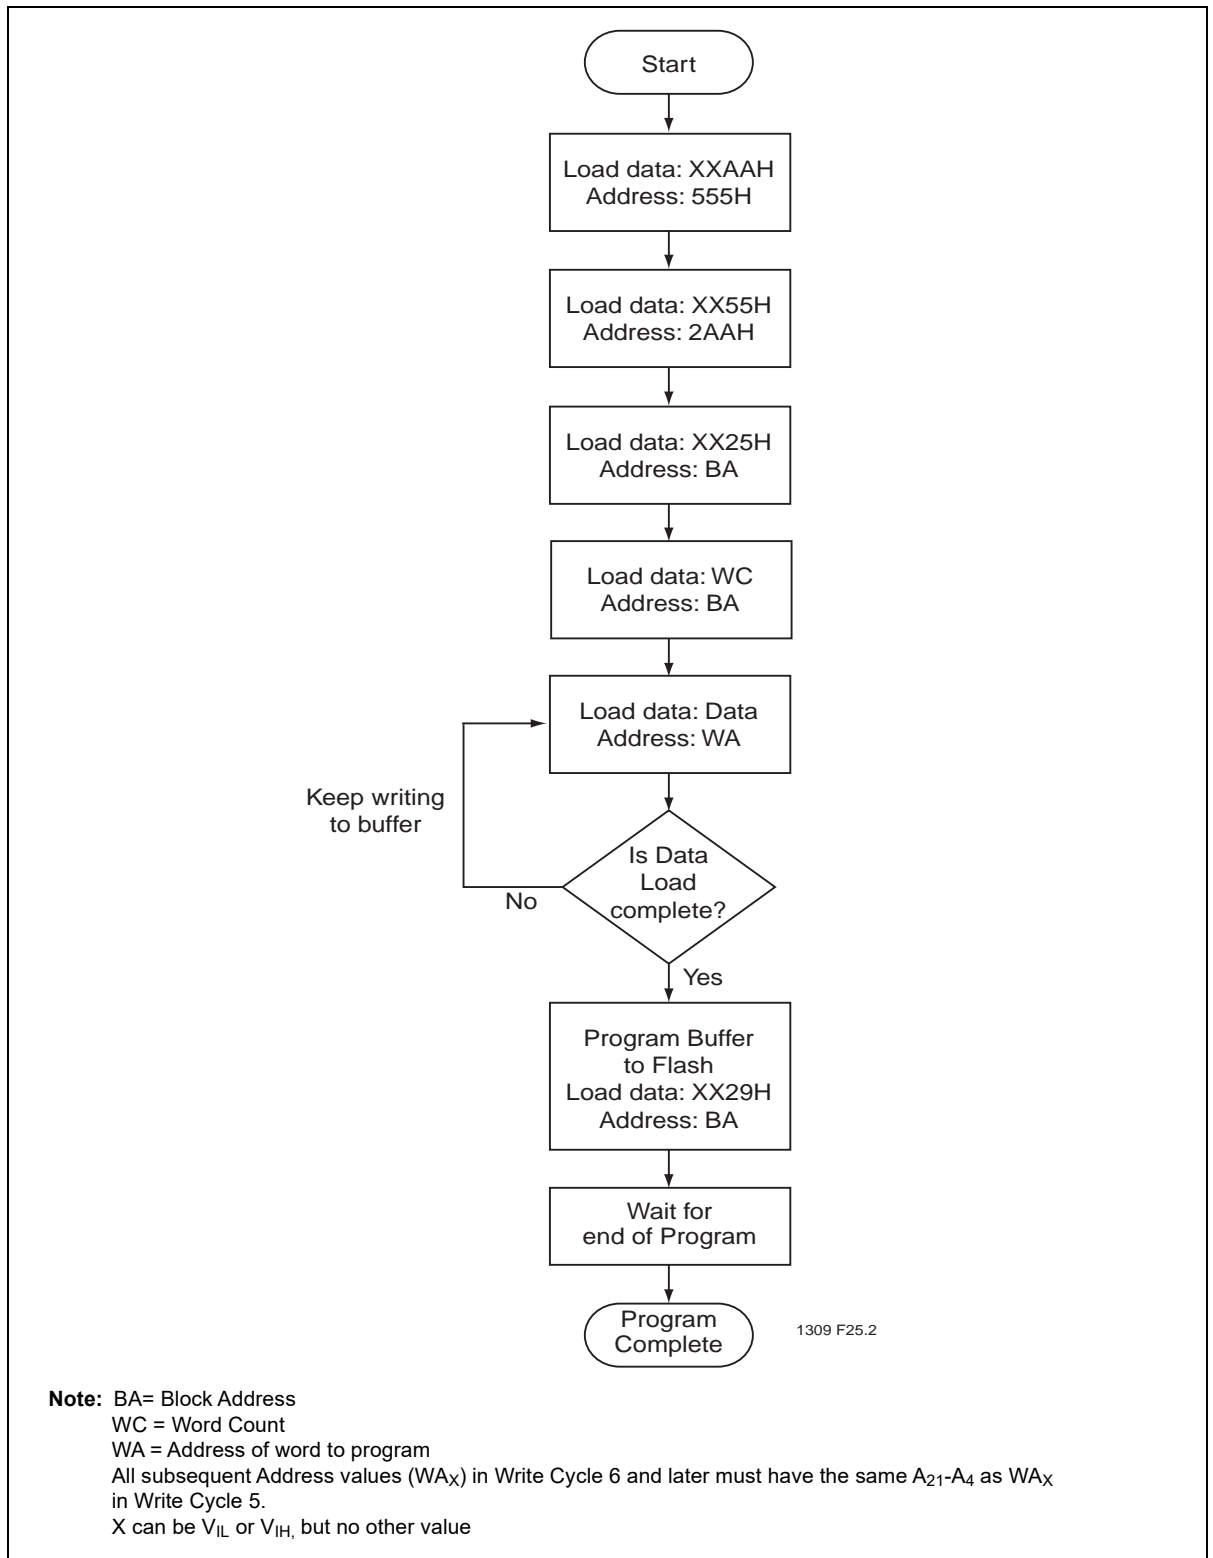 Start
Load data: XXAAH
Address: 555H
Load data: XX55H
Address: 2AAH
Load data: XX25H
Address: BA
Load data: WC
Address: BA
Load data: Data
Address: WA
Keep writing
to buffer
Is Data
Load
complete?
No
Yes
Program Buffer
to Flash
Load data: XX29H
Address: BA
Wait for
end of Program
Program
Complete
1309 F25.2
Note: BA= Block Address
WC = Word Count
WA = Address of word to program
All subsequent Address values (WAX) in Write Cycle 6 and later must have the same A21-A4 as WAX
in Write Cycle 5.
X can be VIL or VIH, but no other value